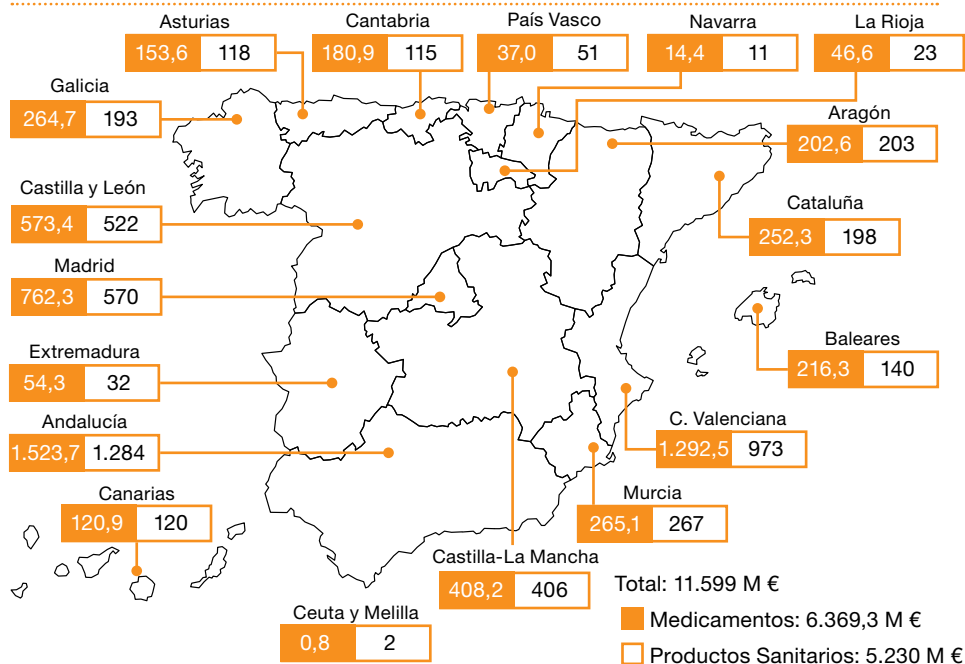 Asturias
153,6 118
Cantabria
180,9 115
País Vasco
37,0 51
Navarra
14,4 11
La Rioja
46,6 23
Galicia
264,7 193
Aragón
202,6 203
Castilla y León
573,4 522
Cataluña
252,3 198
Madrid
762,3 570
Extremadura
54,3 32
Baleares
216,3 140
Andalucía
1.523,7 1.284
C. Valenciana
1.292,5 973
Canarias
120,9 120
Murcia
265,1 267
Castilla-La Mancha
408,2 406
Ceuta y Melilla
0,8 2
Total: 11.599 M €
Medicamentos: 6.369,3 M €
Productos Sanitarios: 5.230 M €